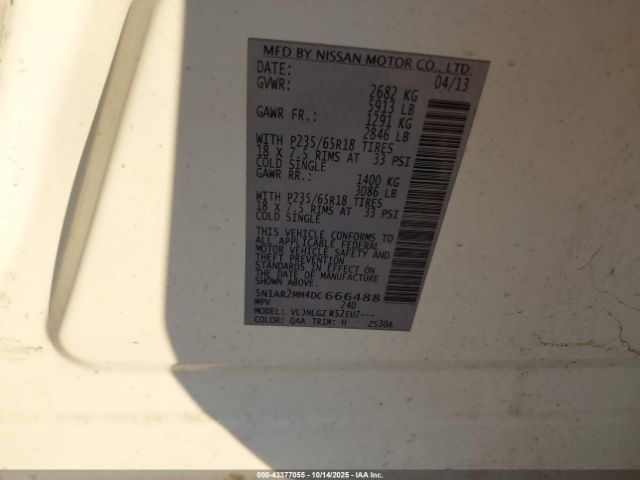 MFD BY NISSAN MOTOR CO., LTD.
DATE: 04/13
GVWR: 2682 KG
5913 LB
GAWR FR.: 1291 KG
2846 LB
WITH P235/65R18 TIRES
18 X 7.5 RIMS AT 33 PSI
COLD SINGLE
GAWR RR.: 1400 KG
3086 LB
WITH P235/65R18 TIRES
18 X 7.5 RIMS AT 33 PSI
COLD SINGLE
THIS VEHICLE CONFORMS TO
ALL APPLICABLE FEDERAL
MOTOR VEHICLE SAFETY AND
THEFT PREVENTION
STANDARDS IN EFFECT ON
THE DATE OF MANUFACTURE
SHOWN ABOVE.
5N1AR2MM4DC666488
MPV 240
MODEL: VLJNLGZ R52EU7---
COLOR: QAA TRIM: H ZS30A
© 43377055 - 10/14/2025 - IAA